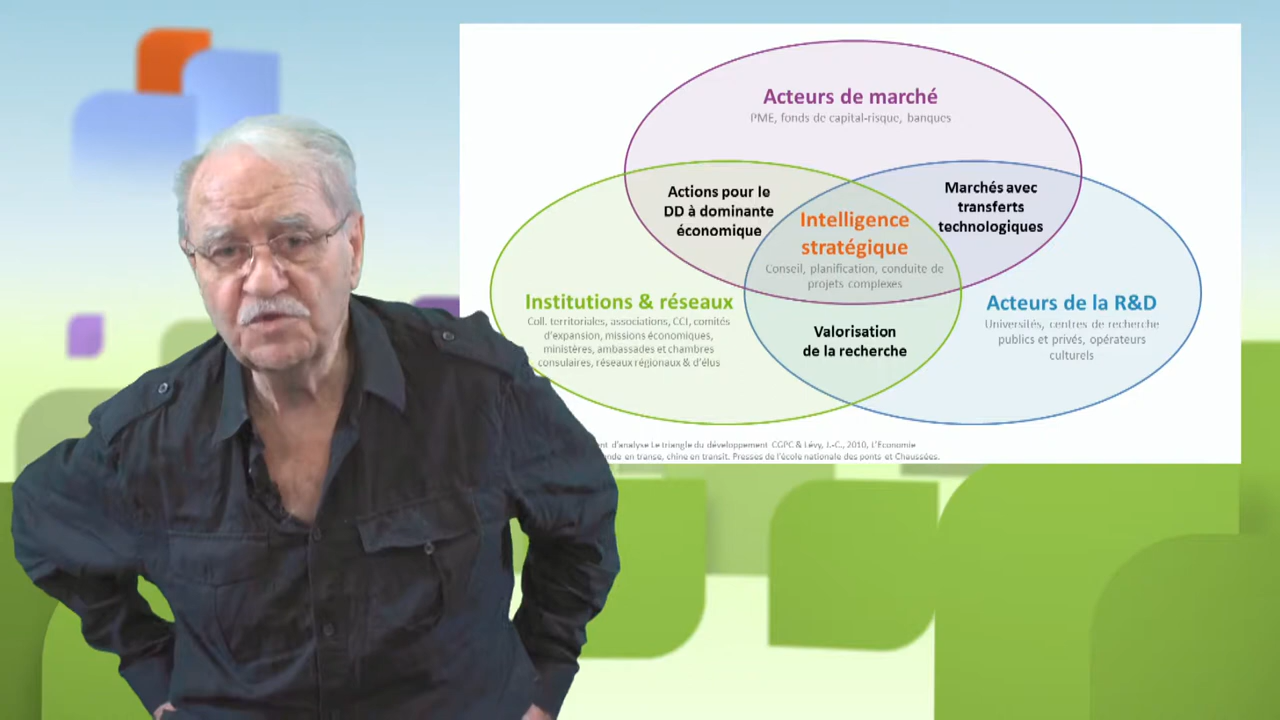 Acteurs de marché
PME, fonds de capital-risque, banques
Actions pour le
DD à dominante
économique
Marchés avec
transferts
technologiques
Intelligence
stratégique
Conseil, planification, conduite de
projets complexes
Institutions & réseaux
Coll. territoriales, associations, CCI, comités
d'expansion, missions économiques,
ministères, ambassades et chambres
consulaires, réseaux régionaux & d'élus
Acteurs de la R&D
Universités, centres de recherche
publics et privés, opérateurs
culturels
Valorisation
de la recherche
d'analyse Le triangle du développement CGPC & Lévy, J.-C., 2010, L'Economie
en transe, chine en transit. Presses de l'école nationale des ponts et Chaussées.